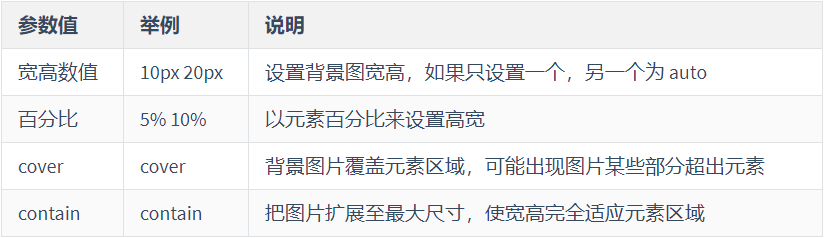 参数值 举例 说明
宽高数值 10px 20px 设置背景图宽高，如果只设置一个，另一个为 auto
百分比 5% 10% 以元素百分比来设置高宽
cover cover 背景图片覆盖元素区域，可能出现图片某些部分超出元素
contain contain 把图片扩展至最大尺寸，使宽高完全适应元素区域